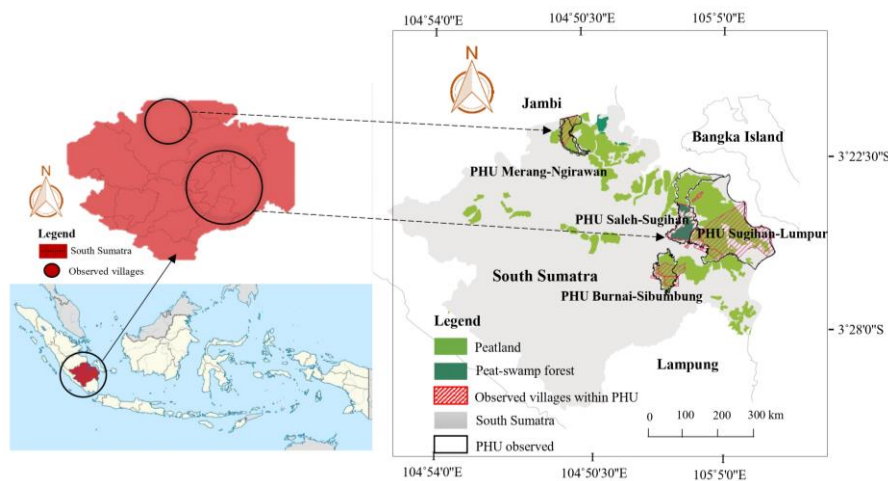 N
Legend
South Sumatra
Observed villages
104°54'0"E
104°50'30"E
105°5'0"E
N
Jambi
Bangka Island
3°22'30"S
PHU Merang-Ngirawan
PHU Saleh-Sugihan
PHU Sugihan-Lumpur
South Sumatra
PHU Burnai-Sibumbung
3°28'0"S
Lampung
Legend
Peatland
Peat-swamp forest
Observed villages within PHU
South Sumatra
PHU observed
0 100 200 300 km
104°54'0"E
104°50'30"E
105°5'0"E